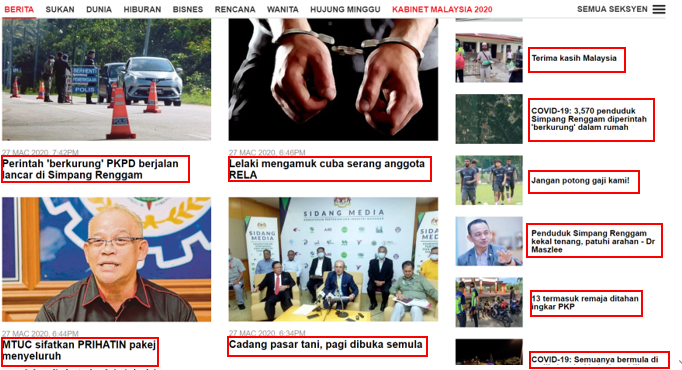 BERITA SUKAN DUNIA HIBURAN BISNES RENCANA WANITA HUJUNG MINGGU KABINET MALAYSIA 2020 SEMUA SEKSYEN
BERHENTI
POLIS
27 MAC 2020, 7:42PM
Perintah 'berkurung' PKPD berjalan
lancar di Simpang Renggam
27 MAC 2020, 6:46PM
Lelaki mengamuk cuba serang anggota
RELA
SIDANG MEDIA
SIDANG
MEDIA
27 MAC 2020, 6:44PM
MTUC sifatkan PRIHATIN pakej
menyeluruh
27 MAC 2020, 6:34PM
Cadang pasar tani, pagi dibuka semula
Terima kasih Malaysia
COVID-19: 3,570 penduduk
Simpang Renggam diperintah
'berkurung' dalam rumah
Jangan potong gaji kami!
Penduduk Simpang Renggam
kekal tenang, patuhi arahan - Dr
Maszlee
13 termasuk remaja ditahan
ingkar PKP
COVID-19: Semuanya bermula di